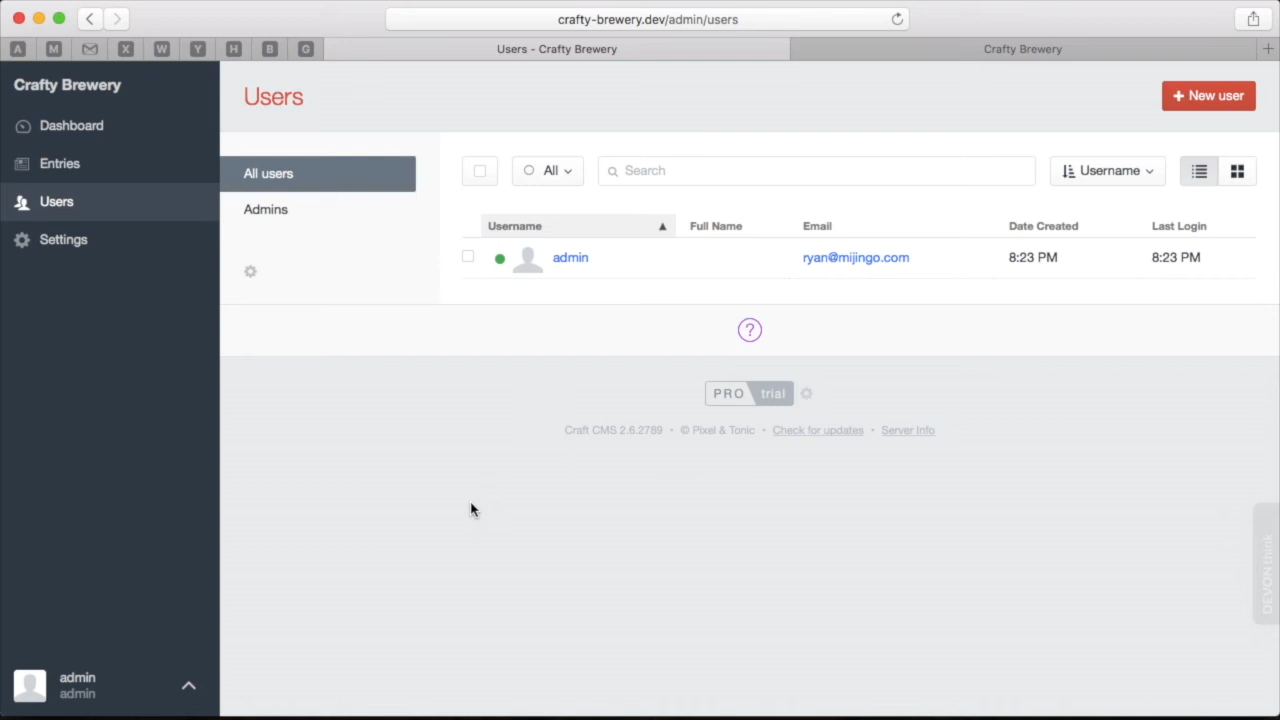 crafty-brewery.dev/admin/users
A M X W Y H B G
Users - Crafty Brewery
Crafty Brewery
Crafty Brewery
Dashboard
Entries
Users
Settings
Users
+ New user
All users
Admins
All
Search
Username
Username
Full Name
Email
Date Created
Last Login
admin
ryan@mijingo.com
8:23 PM
8:23 PM
?
PRO trial
Craft CMS 2.6.2789 • © Pixel & Tonic • Check for updates • Server Info
DEVONthink
admin
admin